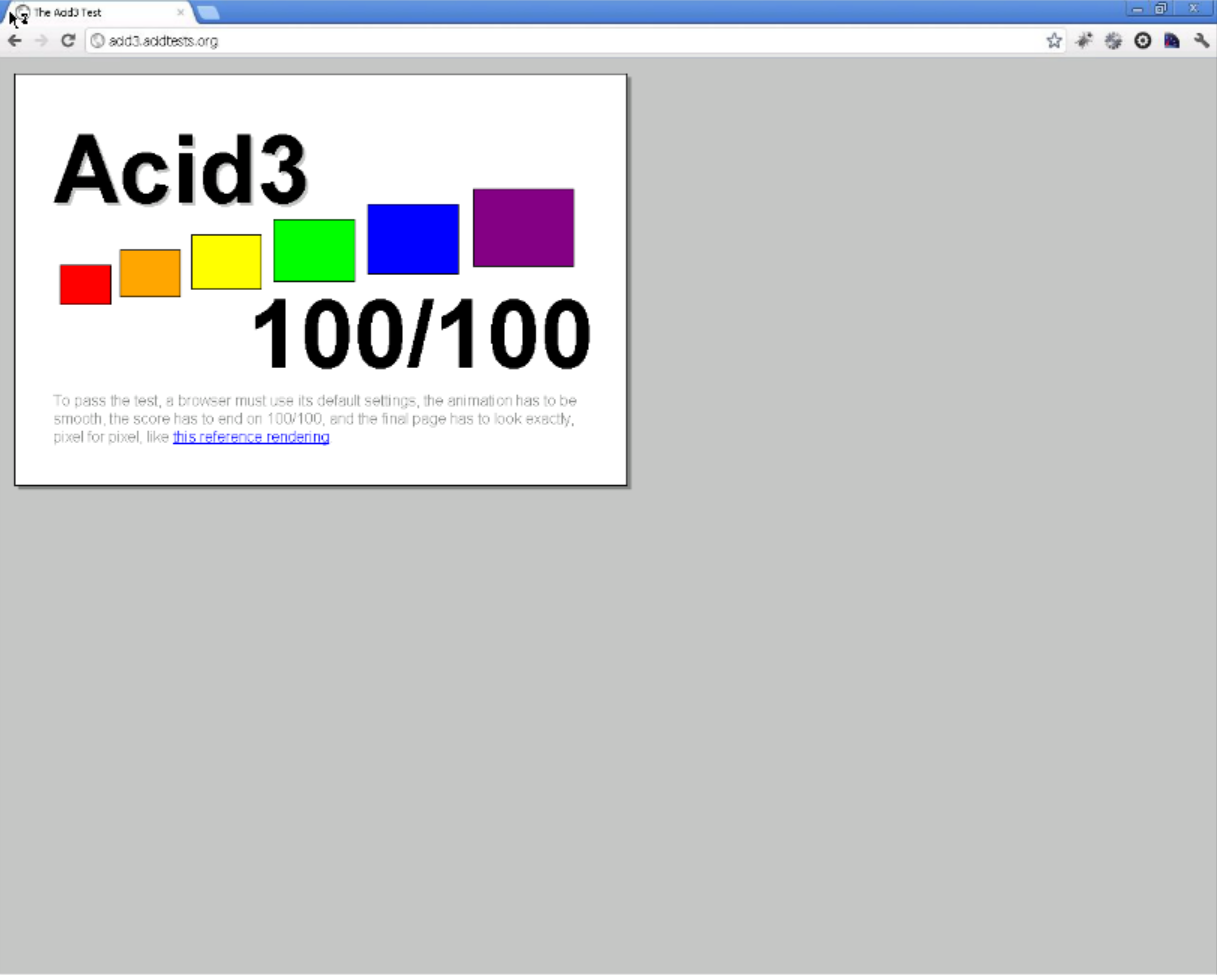 The Acid3 Test
acid3.acidtests.org
Acid3
100/100
To pass the test, a browser must use its default settings, the animation has to be
smooth, the score has to end on 100/100, and the final page has to look exactly,
pixel for pixel, like this reference rendering.